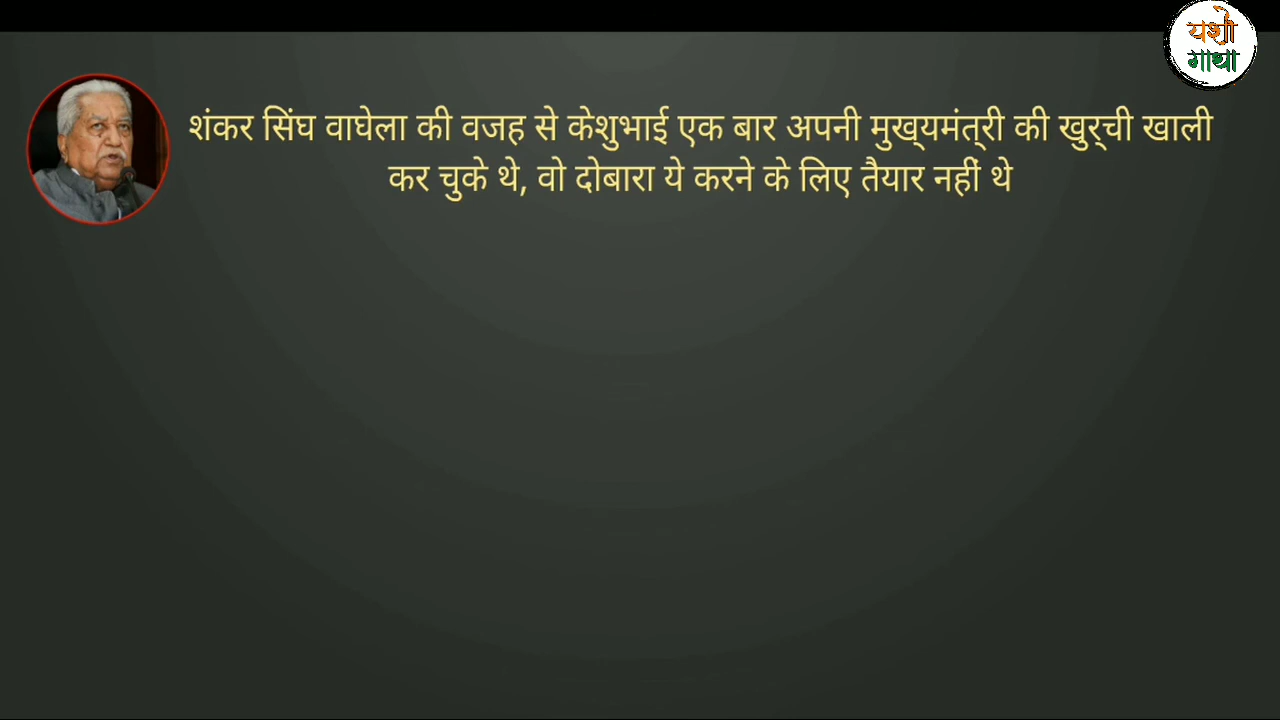 यशो
गाथा
शंकर सिंघ वाघेला की वजह से केशुभाई एक बार अपनी मुख्यमंत्री की खुर्ची खाली
कर चुके थे, वो दोबारा ये करने के लिए तैयार नहीं थे